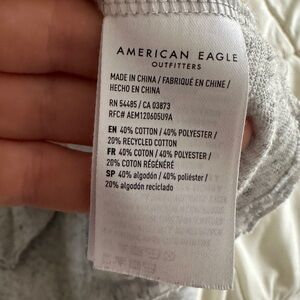 AMERICAN EAGLE
OUTFITTERS
MADE IN CHINA / FABRIQUÉ EN CHINE /
HECHO EN CHINA
RN 54485 / CA 03873
RFC# AEM120605U9A
EN 40% COTTON / 40% POLYESTER /
20% RECYCLED COTTON
FR 40% COTON / 40% POLYESTER /
20% COTON RÉGÉNÉRÉ
SP 40% algodón / 40% poliéster /
20% algodón reciclado